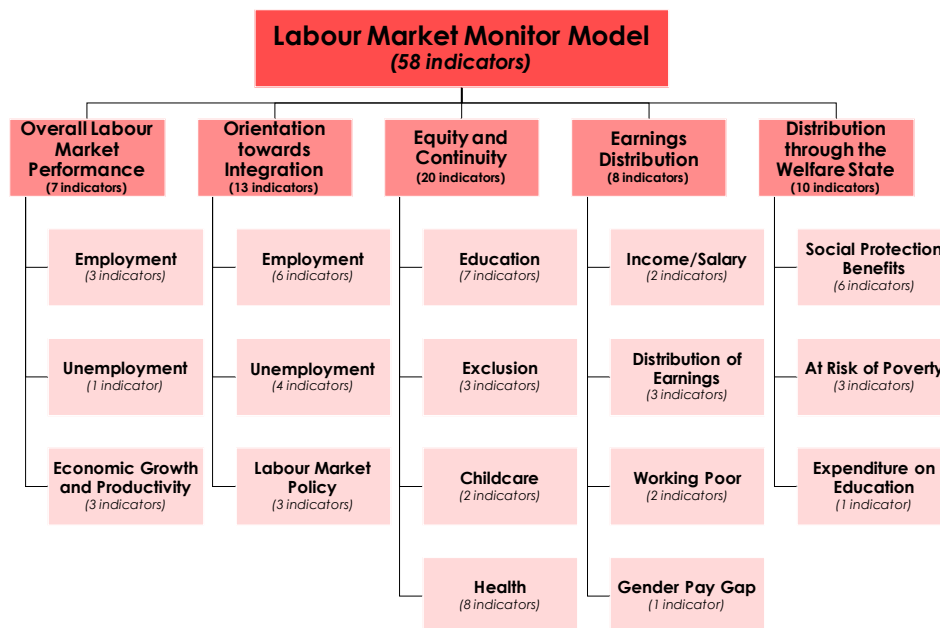 Labour Market Monitor Model
(58 indicators)
Overall Labour
Market
Performance
(7 indicators)
Orientation
towards
Integration
(13 indicators)
Equity and
Continuity
(20 indicators)
Earnings
Distribution
(8 indicators)
Distribution
through the
Welfare State
(10 indicators)
Employment
(3 indicators)
Employment
(6 indicators)
Education
(7 indicators)
Income/Salary
(2 indicators)
Social Protection
Benefits
(6 indicators)
Unemployment
(1 indicator)
Unemployment
(4 indicators)
Exclusion
(3 indicators)
Distribution of
Earnings
(3 indicators)
At Risk of Poverty
(3 indicators)
Economic Growth
and Productivity
(3 indicators)
Labour Market
Policy
(3 indicators)
Childcare
(2 indicators)
Working Poor
(2 indicators)
Expenditure on
Education
(1 indicator)
Health
(8 indicators)
Gender Pay Gap
(1 indicator)